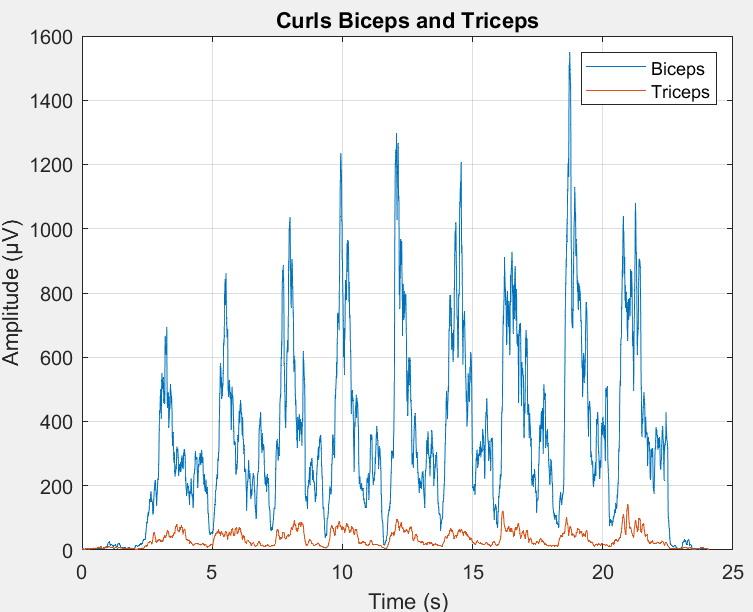 Curls Biceps and Triceps
Biceps
Triceps
Amplitude (μV)
1600
1400
1200
1000
800
600
400
200
0
0 5 10 15 20 25
Time (s)